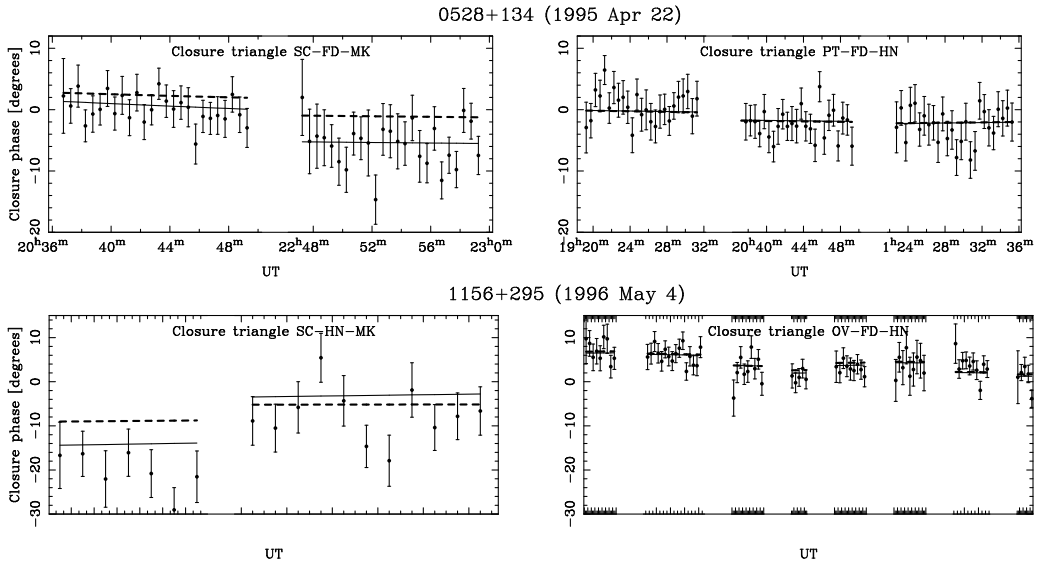 0528+134 (1995 Apr 22)
Closure triangle SC−FD−MK
Closure triangle PT−FD−HN
Closure phase [degrees]
10
0
−10
−20
20ʰ36ᵐ 40ᵐ 44ᵐ 48ᵐ 22ʰ48ᵐ 52ᵐ 56ᵐ 23ʰ0ᵐ
UT
10
0
−10
−20
19ʰ20ᵐ 24ᵐ 28ᵐ 32ᵐ 20ʰ40ᵐ 44ᵐ 48ᵐ 1ʰ24ᵐ 28ᵐ 32ᵐ 36ᵐ
UT
1156+295 (1996 May 4)
Closure triangle SC−HN−MK
Closure triangle OV−FD−HN
Closure phase [degrees]
10
0
−10
−20
−30
UT
10
0
−10
−20
−30
UT